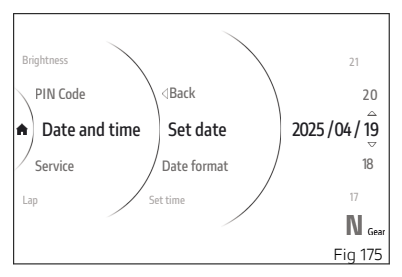 Brightness
21
PIN Code
Back
20
Date and time
Set date
2025/04/19
Service
Date format
18
Lap
Set time
17
N Gear
Fig 175